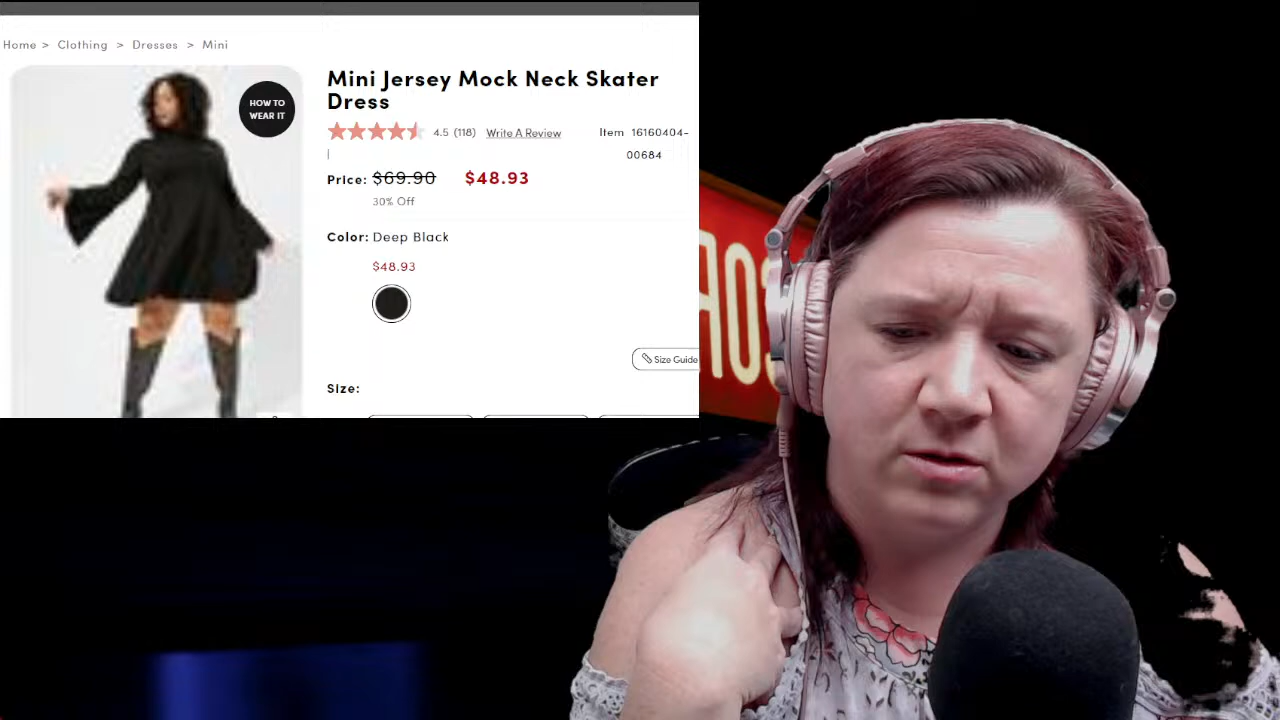 Home > Clothing > Dresses > Mini
HOW TO
WEAR IT
Mini Jersey Mock Neck Skater
Dress
4.5 (118) Write A Review Item 16160404-
00684
Price: $69.90 $48.93
30% Off
Color: Deep Black
$48.93
Size Guide
Size: